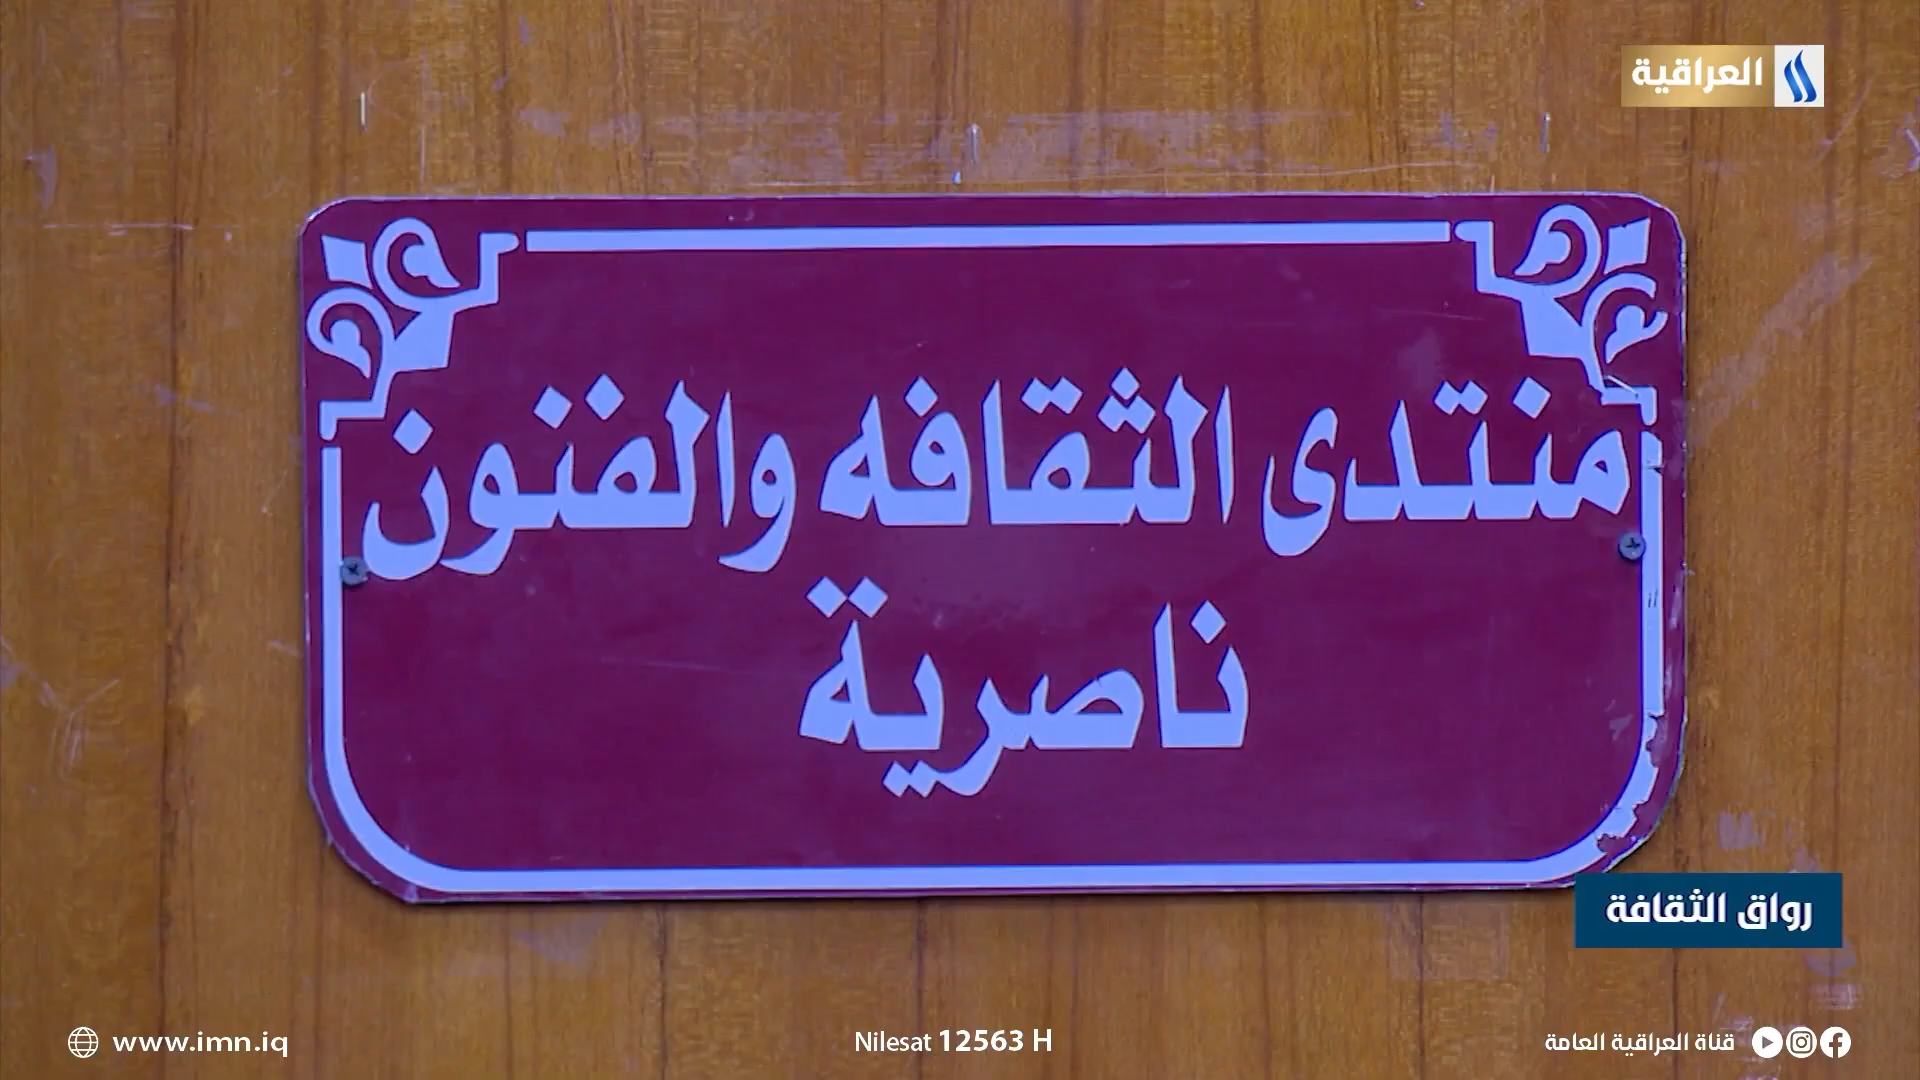 العراقية
منتدى الثقافه والفنون
ناصرية
رواق الثقافة
www.imn.iq
Nilesat 12563 H
قناة العراقية العامة